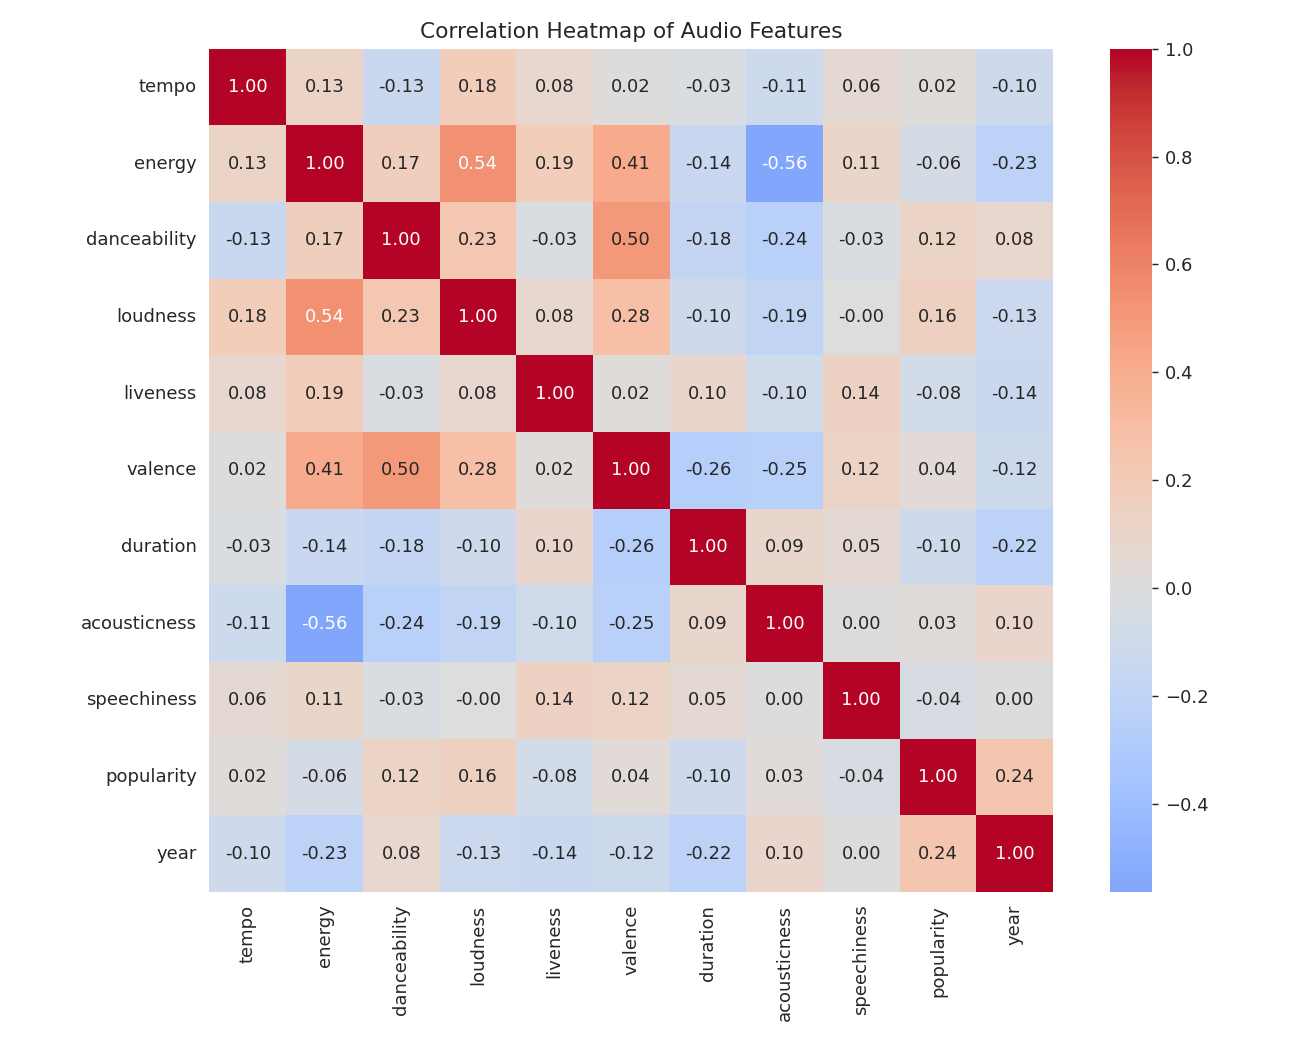 Correlation Heatmap of Audio Features
tempo 1.00 0.13 -0.13 0.18 0.08 0.02 -0.03 -0.11 0.06 0.02 -0.10
energy 0.13 1.00 0.17 0.54 0.19 0.41 -0.14 -0.56 0.11 -0.06 -0.23
danceability -0.13 0.17 1.00 0.23 -0.03 0.50 -0.18 -0.24 -0.03 0.12 0.08
loudness 0.18 0.54 0.23 1.00 0.08 0.28 -0.10 -0.19 -0.00 0.16 -0.13
liveness 0.08 0.19 -0.03 0.08 1.00 0.02 0.10 -0.10 0.14 -0.08 -0.14
valence 0.02 0.41 0.50 0.28 0.02 1.00 -0.26 -0.25 0.12 0.04 -0.12
duration -0.03 -0.14 -0.18 -0.10 0.10 -0.26 1.00 0.09 0.05 -0.10 -0.22
acousticness -0.11 -0.56 -0.24 -0.19 -0.10 -0.25 0.09 1.00 0.00 0.03 0.10
speechiness 0.06 0.11 -0.03 -0.00 0.14 0.12 0.05 0.00 1.00 -0.04 0.00
popularity 0.02 -0.06 0.12 0.16 -0.08 0.04 -0.10 0.03 -0.04 1.00 0.24
year -0.10 -0.23 0.08 -0.13 -0.14 -0.12 -0.22 0.10 0.00 0.24 1.00
tempo energy danceability loudness liveness valence duration acousticness speechiness popularity year
1.0
0.8
0.6
0.4
0.2
0.0
−0.2
−0.4